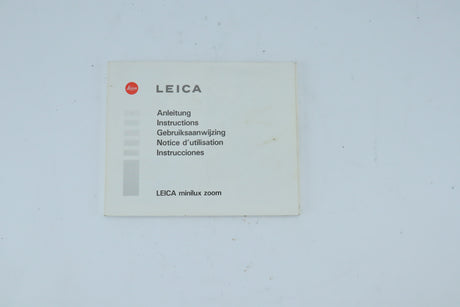 Leica
LEICA
Anleitung
Instructions
Gebruiksaanwijzing
Notice d'utilisation
Instrucciones
LEICA minilux zoom